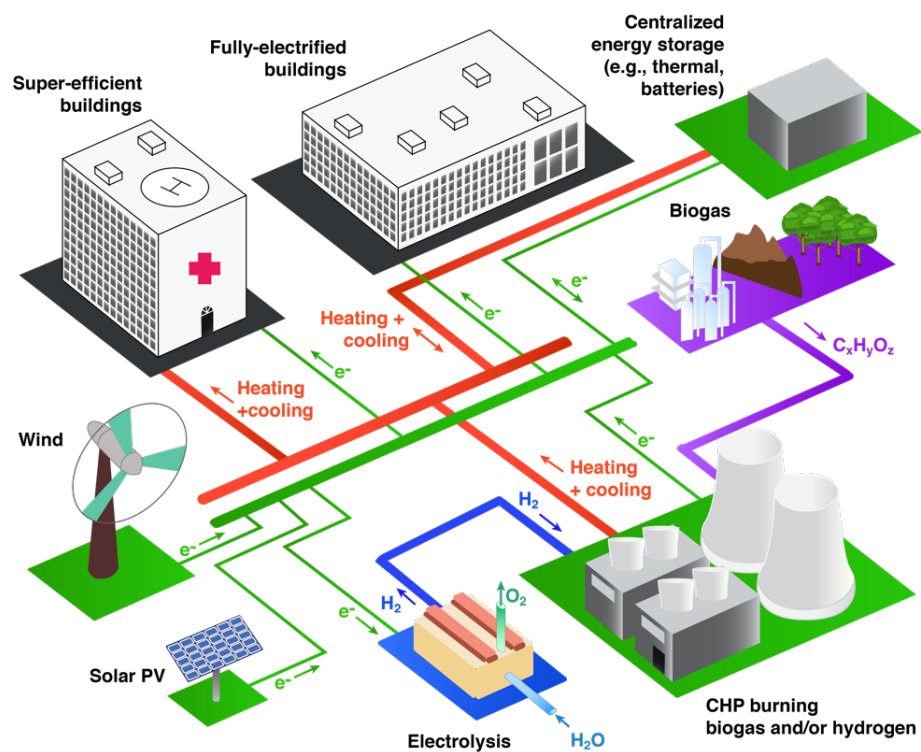 Fully-electrified
buildings
Centralized
energy storage
(e.g., thermal,
batteries)
Super-efficient
buildings
H
Biogas
e-
e-
Heating +
cooling
CxHyOz
e-
Heating
+cooling
Wind
e-
Heating
+ cooling
H2
e-
O2
H2
e-
Solar PV
e-
H2O
Electrolysis
CHP burning
biogas and/or hydrogen